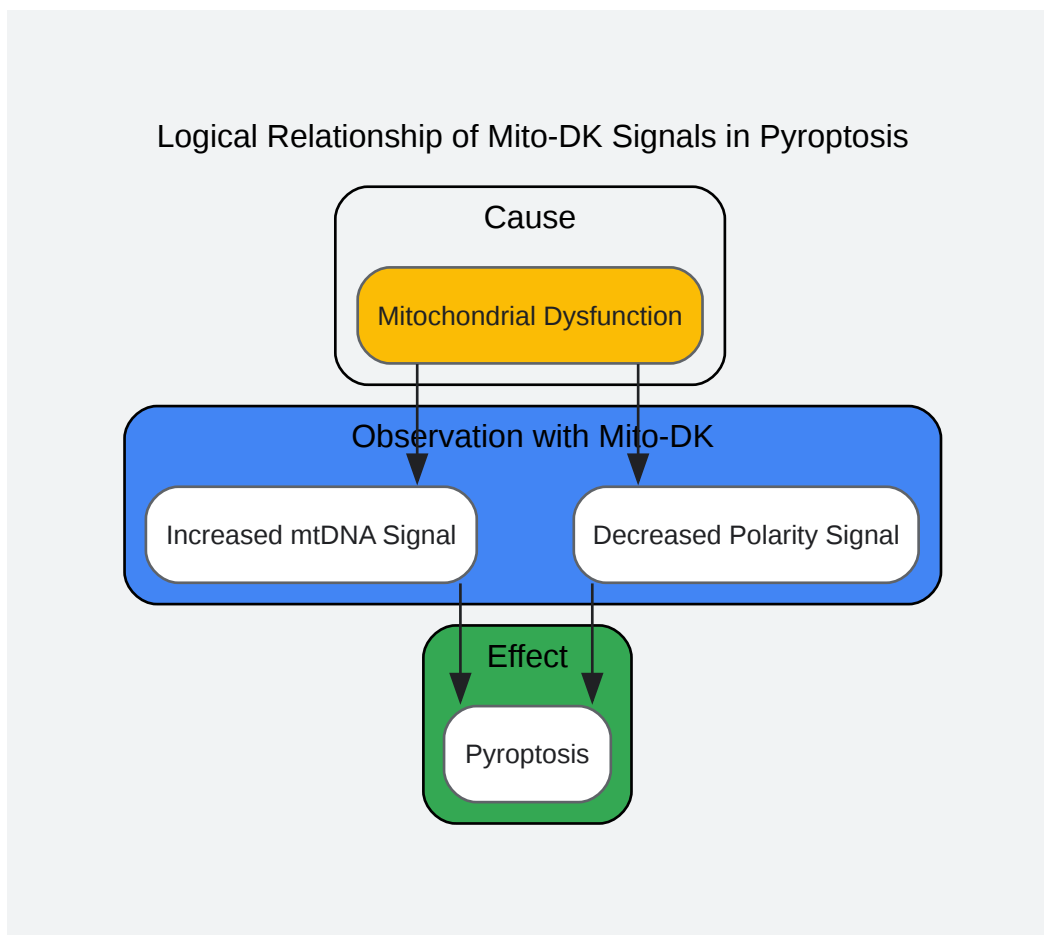 Logical Relationship of Mito-DK Signals in Pyroptosis
Cause
Mitochondrial Dysfunction
Observation with Mito-DK
Increased mtDNA Signal
Decreased Polarity Signal
Effect
Pyroptosis